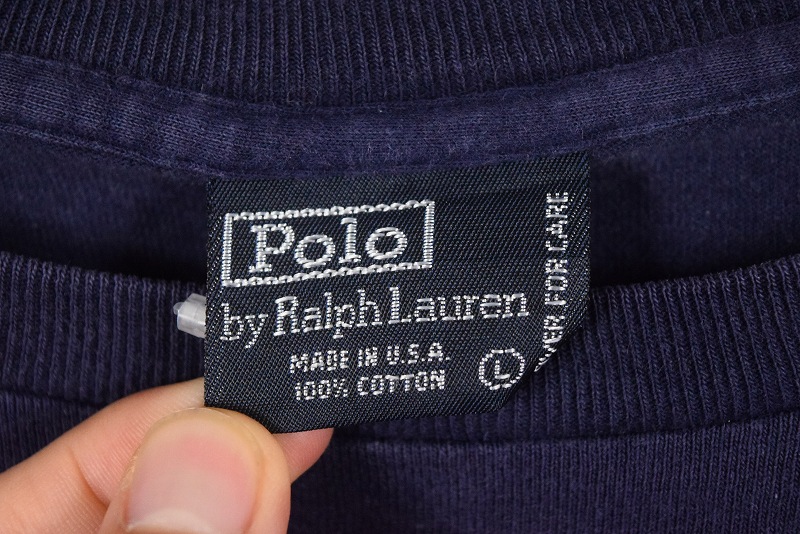 Polo
by Ralph Lauren
MADE IN U.S.A.
100% COTTON
L
FOR CARE